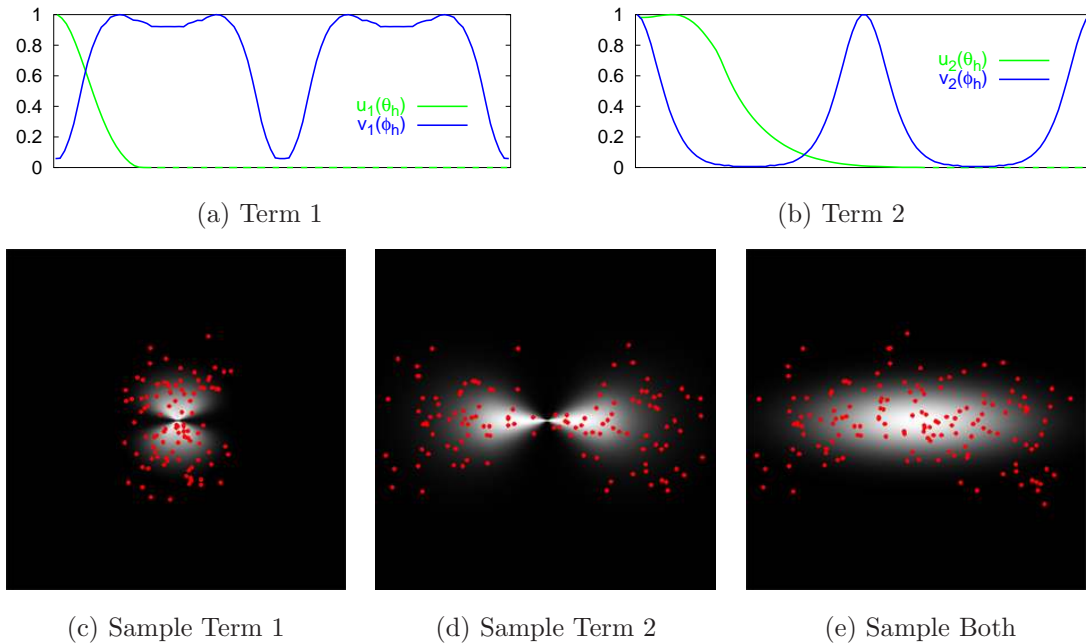 1
0.8
0.6
0.4
0.2
0
u1(θh)
v1(ϕh)
(a) Term 1
1
0.8
0.6
0.4
0.2
0
u2(θh)
v2(ϕh)
(b) Term 2
(c) Sample Term 1
(d) Sample Term 2
(e) Sample Both